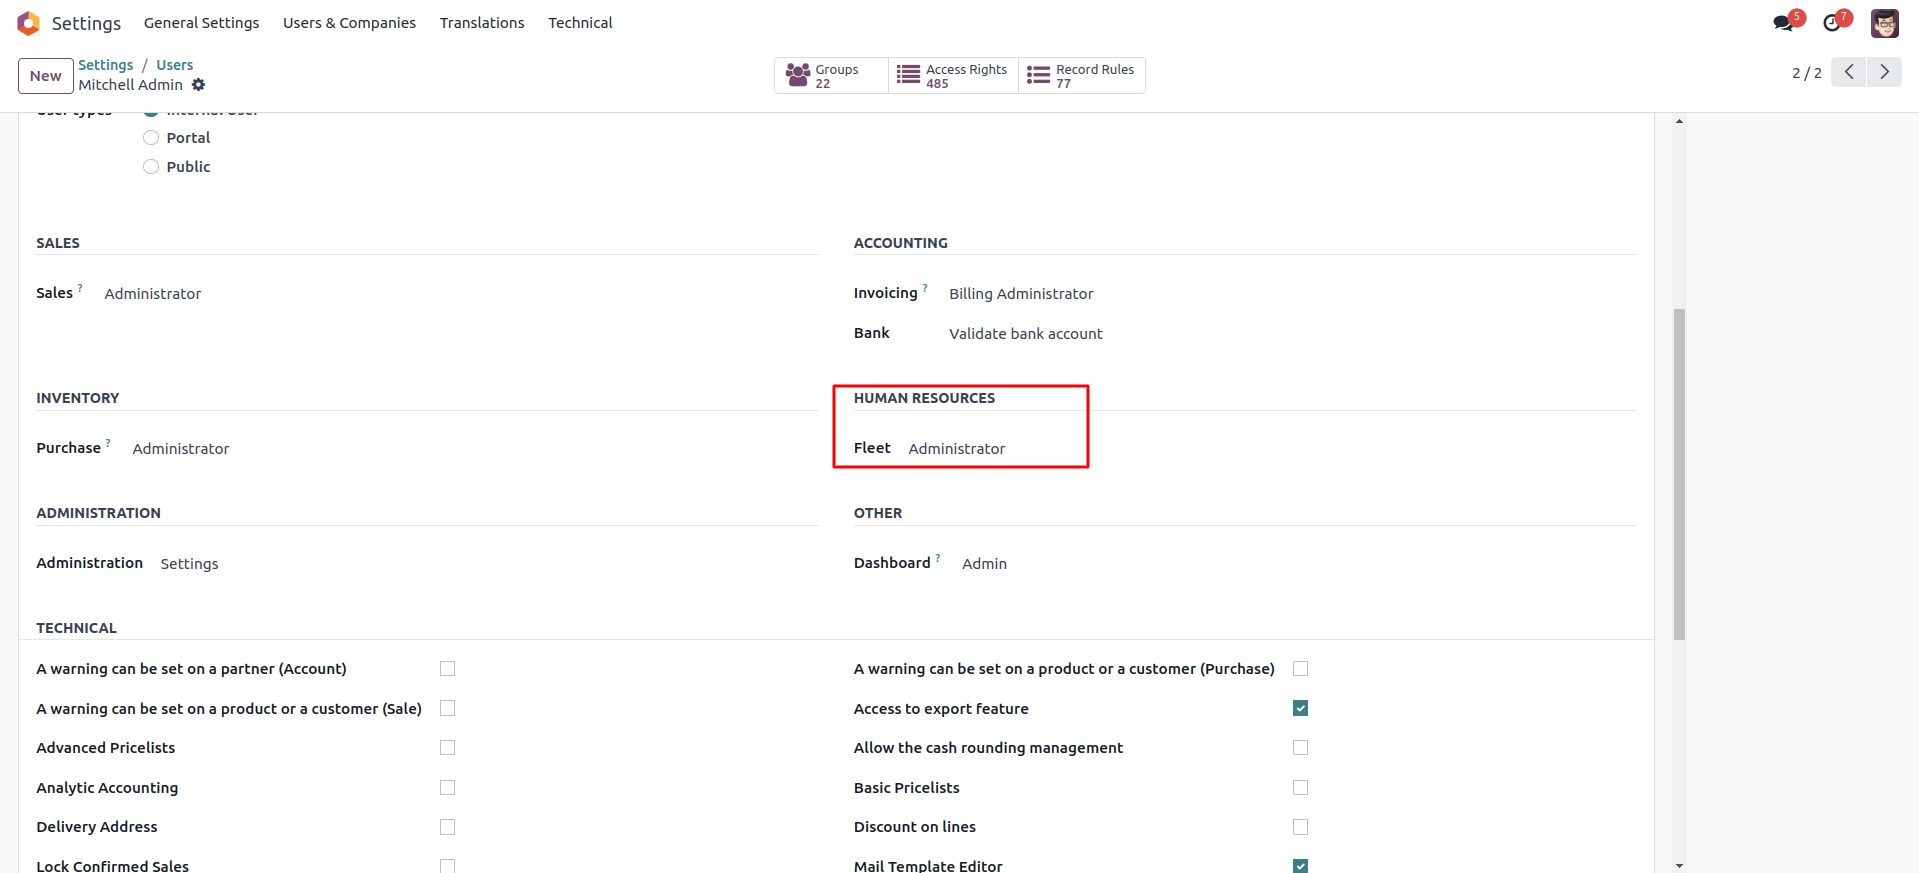 Settings General Settings Users & Companies Translations Technical 5 7
New Settings / Users Groups 22 Access Rights 485 Record Rules 77 2 / 2
Mitchell Admin
User types Internal User
Portal
Public
SALES
Sales ? Administrator
ACCOUNTING
Invoicing ? Billing Administrator
Bank Validate bank account
INVENTORY
Purchase ? Administrator
HUMAN RESOURCES
Fleet Administrator
ADMINISTRATION
Administration Settings
OTHER
Dashboard ? Admin
TECHNICAL
A warning can be set on a partner (Account)
A warning can be set on a product or a customer (Purchase)
A warning can be set on a product or a customer (Sale)
Access to export feature
Advanced Pricelists
Allow the cash rounding management
Analytic Accounting
Basic Pricelists
Delivery Address
Discount on lines
Lock Confirmed Sales
Mail Template Editor